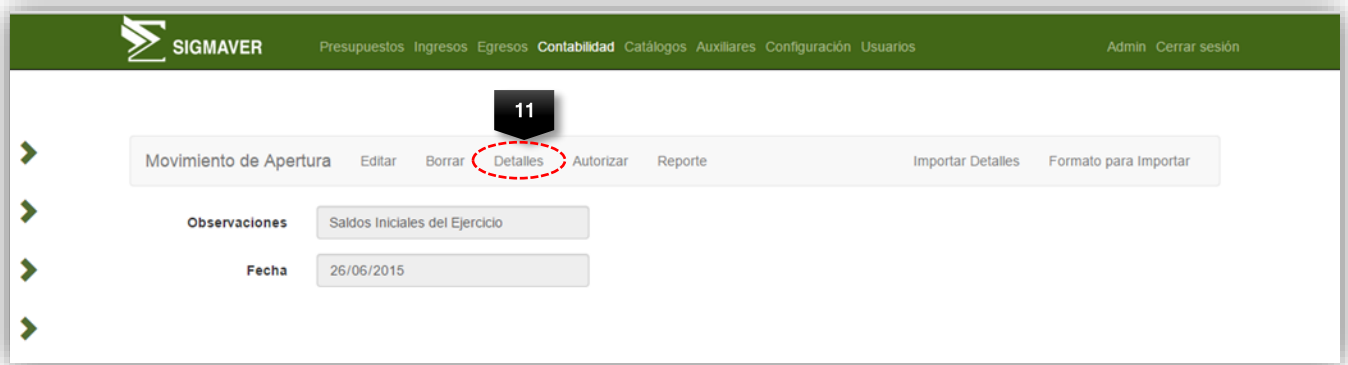 SIGMAVER Presupuestos Ingresos Egresos Contabilidad Catálogos Auxiliares Configuración Usuarios Admin Cerrar sesión
11
Movimiento de Apertura Editar Borrar Detalles Autorizar Reporte Importar Detalles Formato para Importar
Observaciones Saldos Iniciales del Ejercicio
Fecha 26/06/2015